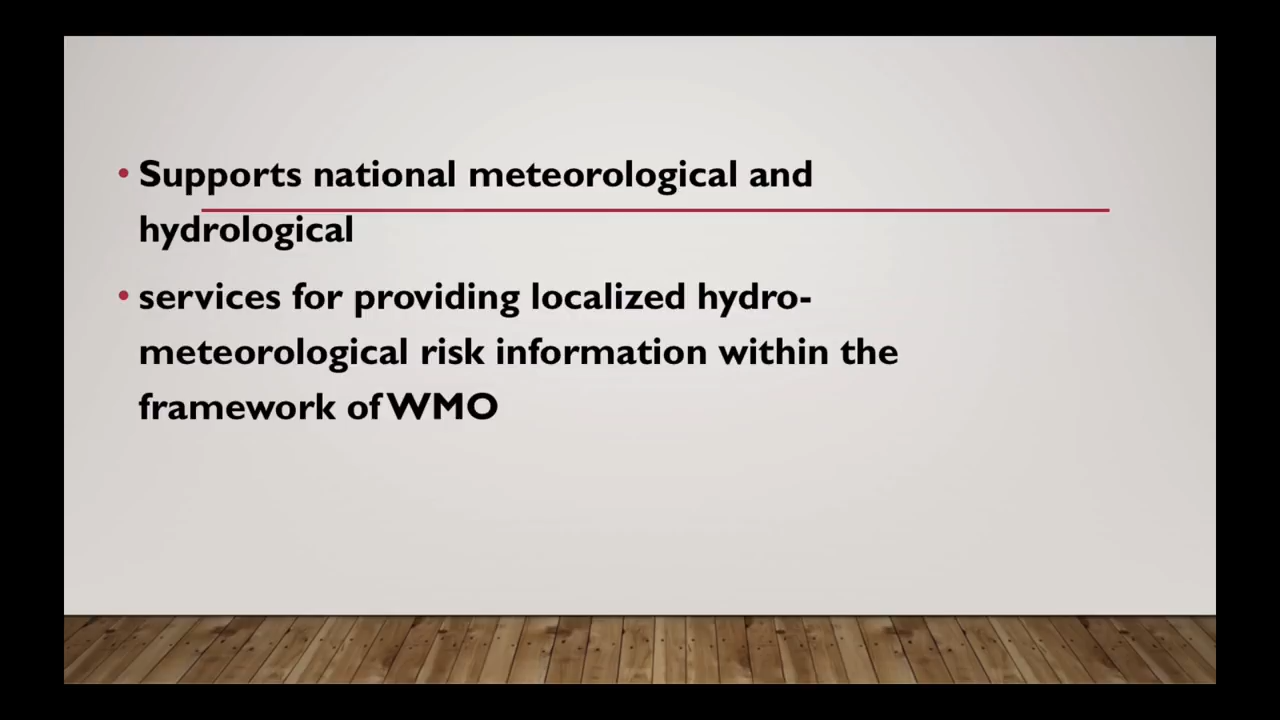 • Supports national meteorological and
hydrological
• services for providing localized hydro-
meteorological risk information within the
framework of WMO